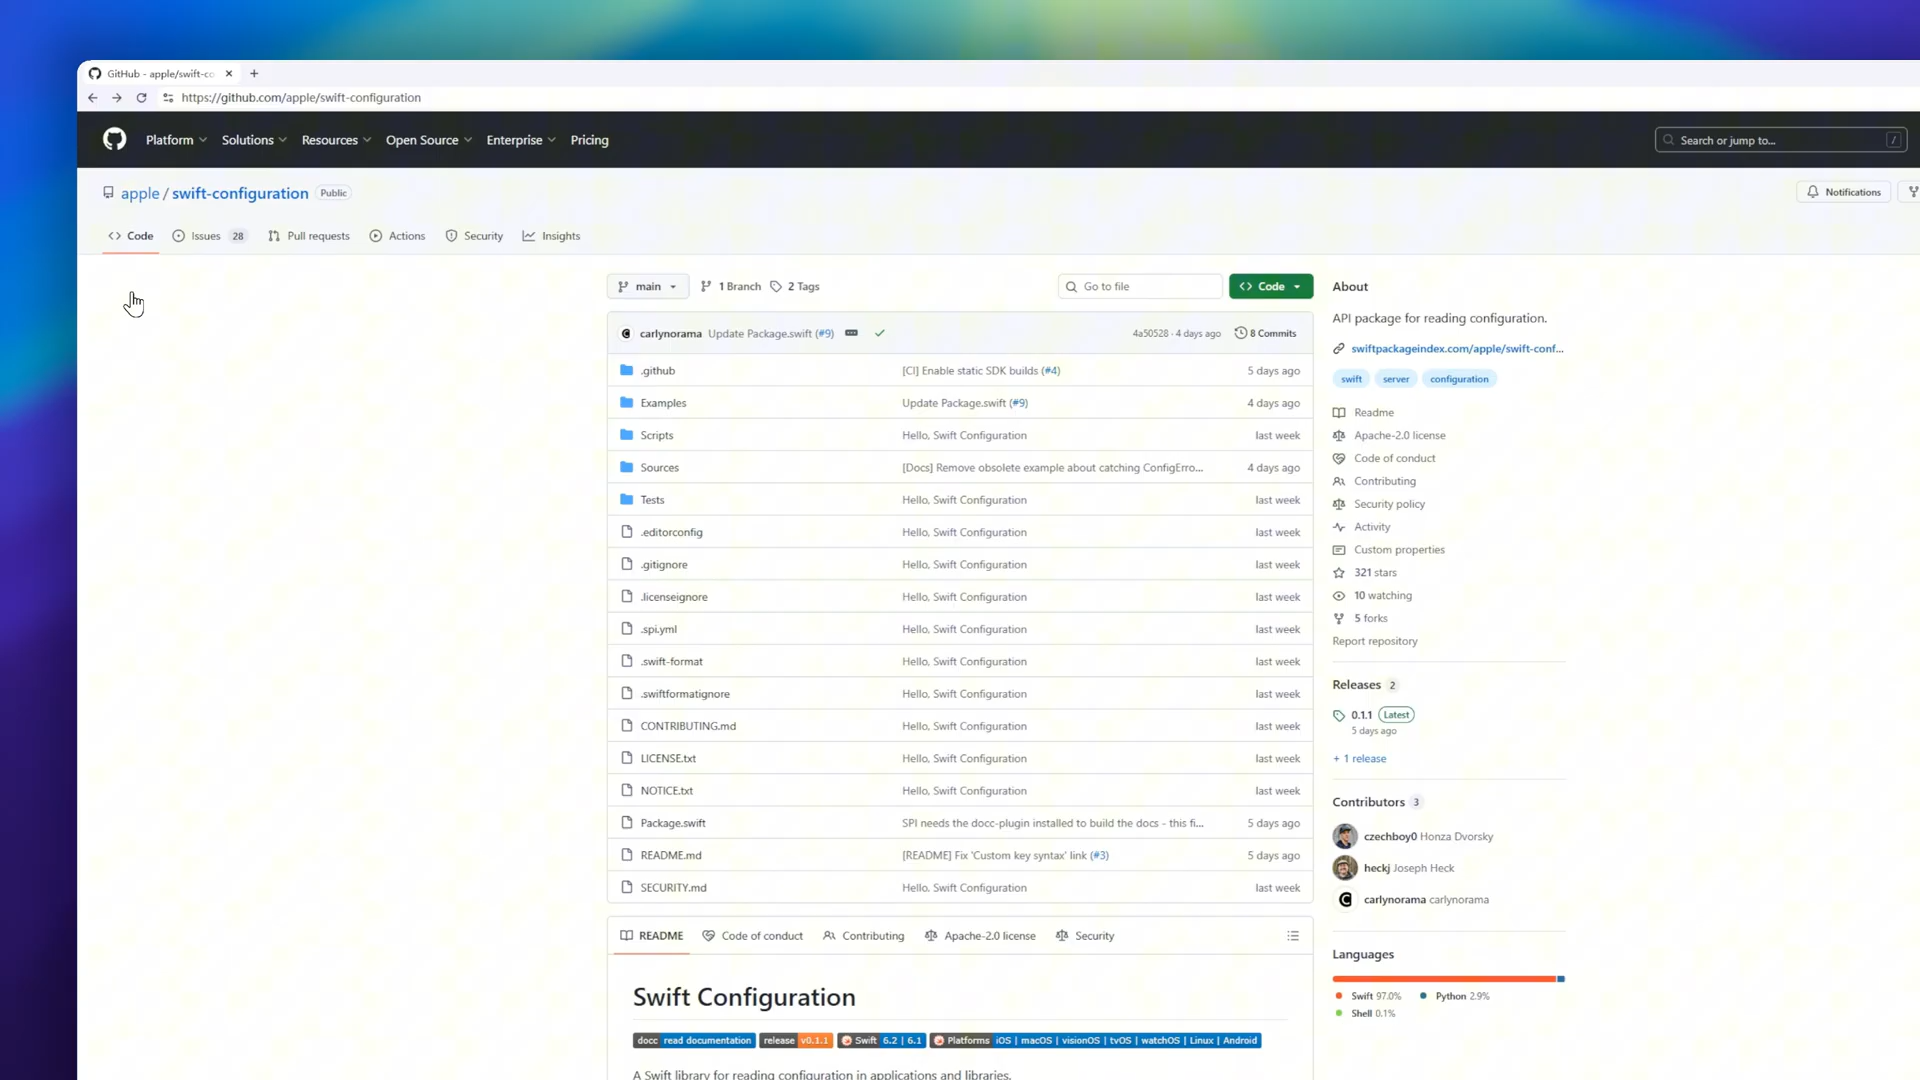 GitHub - apple/swift-co
https://github.com/apple/swift-configuration
Platform Solutions Resources Open Source Enterprise Pricing
Search or jump to... /
apple / swift-configuration Public
Notifications
Code Issues 28 Pull requests Actions Security Insights
main 1 Branch 2 Tags Go to file Code
carlynorama Update Package.swift (#9) 4a50528 · 4 days ago 8 Commits
.github [CI] Enable static SDK builds (#4) 5 days ago
Examples Update Package.swift (#9) 4 days ago
Scripts Hello, Swift Configuration last week
Sources [Docs] Remove obsolete example about catching ConfigErro... 4 days ago
Tests Hello, Swift Configuration last week
.editorconfig Hello, Swift Configuration last week
.gitignore Hello, Swift Configuration last week
.licenseignore Hello, Swift Configuration last week
.spi.yml Hello, Swift Configuration last week
.swift-format Hello, Swift Configuration last week
.swiftformatignore Hello, Swift Configuration last week
CONTRIBUTING.md Hello, Swift Configuration last week
LICENSE.txt Hello, Swift Configuration last week
NOTICE.txt Hello, Swift Configuration last week
Package.swift SPI needs the docc-plugin installed to build the docs - this fi... 5 days ago
README.md [README] Fix 'Custom key syntax' link (#3) 5 days ago
SECURITY.md Hello, Swift Configuration last week
README Code of conduct Contributing Apache-2.0 license Security
Swift Configuration
docc read documentation release v0.1.1 Swift 6.2 | 6.1 Platforms iOS | macOS | visionOS | tvOS | watchOS | Linux | Android
A Swift library for reading configuration in applications and libraries.
About
API package for reading configuration.
swiftpackageindex.com/apple/swift-conf...
swift server configuration
Readme
Apache-2.0 license
Code of conduct
Contributing
Security policy
Activity
Custom properties
321 stars
10 watching
5 forks
Report repository
Releases 2
0.1.1 Latest
5 days ago
+ 1 release
Contributors 3
czechboy0 Honza Dvorsky
heckj Joseph Heck
carlynorama carlynorama
Languages
Swift 97.0% Python 2.9%
Shell 0.1%